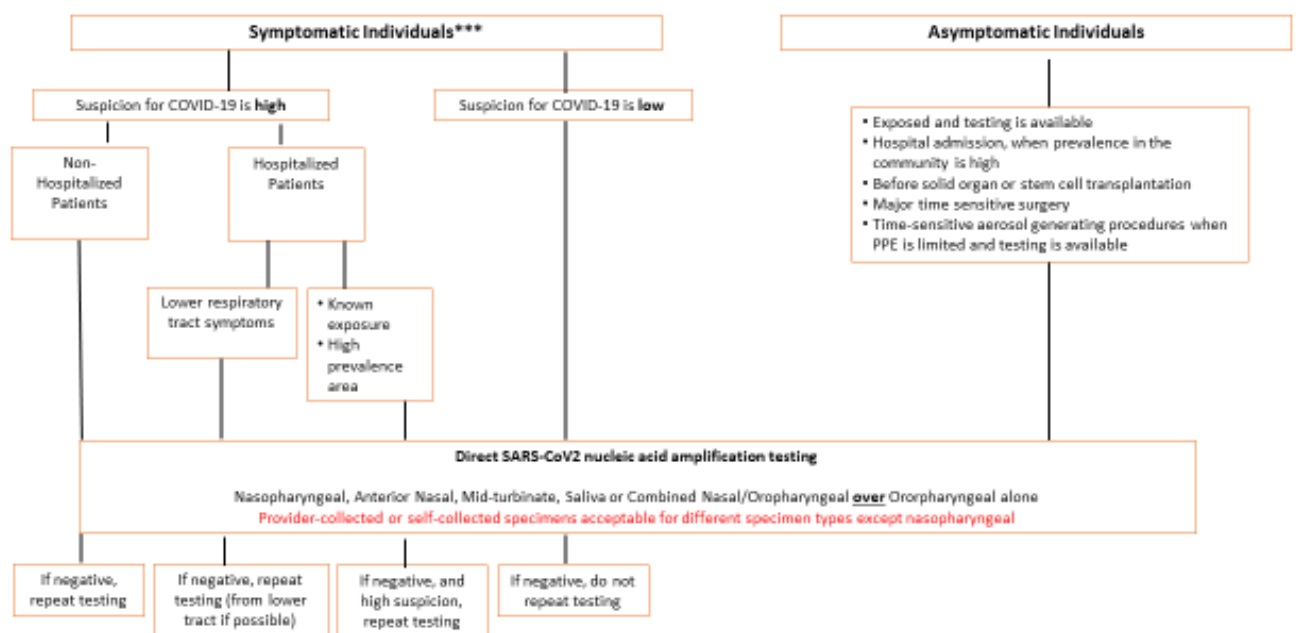 Symptomatic Individuals***
Asymptomatic Individuals
Suspicion for COVID-19 is high
Suspicion for COVID-19 is low
Non-
Hospitalized
Patients
Hospitalized
Patients
• Exposed and testing is available
• Hospital admission, when prevalence in the
community is high
• Before solid organ or stem cell transplantation
• Major time sensitive surgery
• Time-sensitive aerosol generating procedures when
PPE is limited and testing is available
Lower respiratory
tract symptoms
• Known
exposure
• High
prevalence
area
Direct SARS-CoV2 nucleic acid amplification testing
Nasopharyngeal, Anterior Nasal, Mid-turbinate, Saliva or Combined Nasal/Oropharyngeal over Ororpharyngeal alone
Provider-collected or self-collected specimens acceptable for different specimen types except nasopharyngeal
If negative,
repeat testing
If negative, repeat
testing (from lower
tract if possible)
If negative, and
high suspicion,
repeat testing
If negative, do not
repeat testing